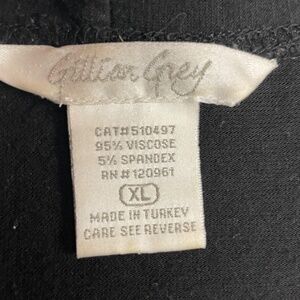 Gillian Grey
CAT#510497
95% VISCOSE
5% SPANDEX
RN#120961
XL
MADE IN TURKEY
CARE SEE REVERSE